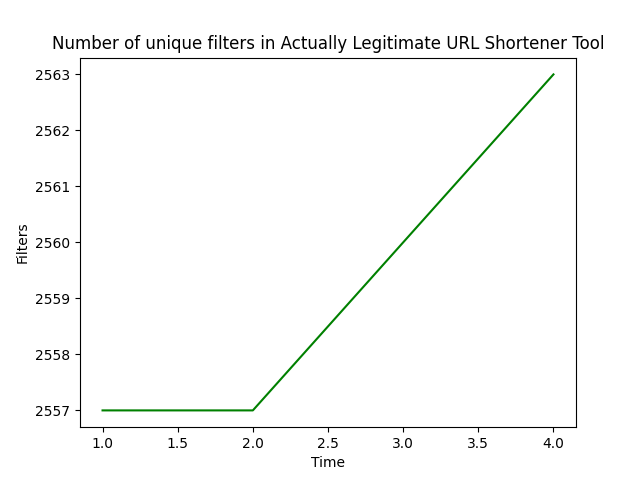 Number of unique filters in Actually Legitimate URL Shortener Tool
2563
2562
2561
2560
2559
2558
2557
Filters
1.0 1.5 2.0 2.5 3.0 3.5 4.0
Time